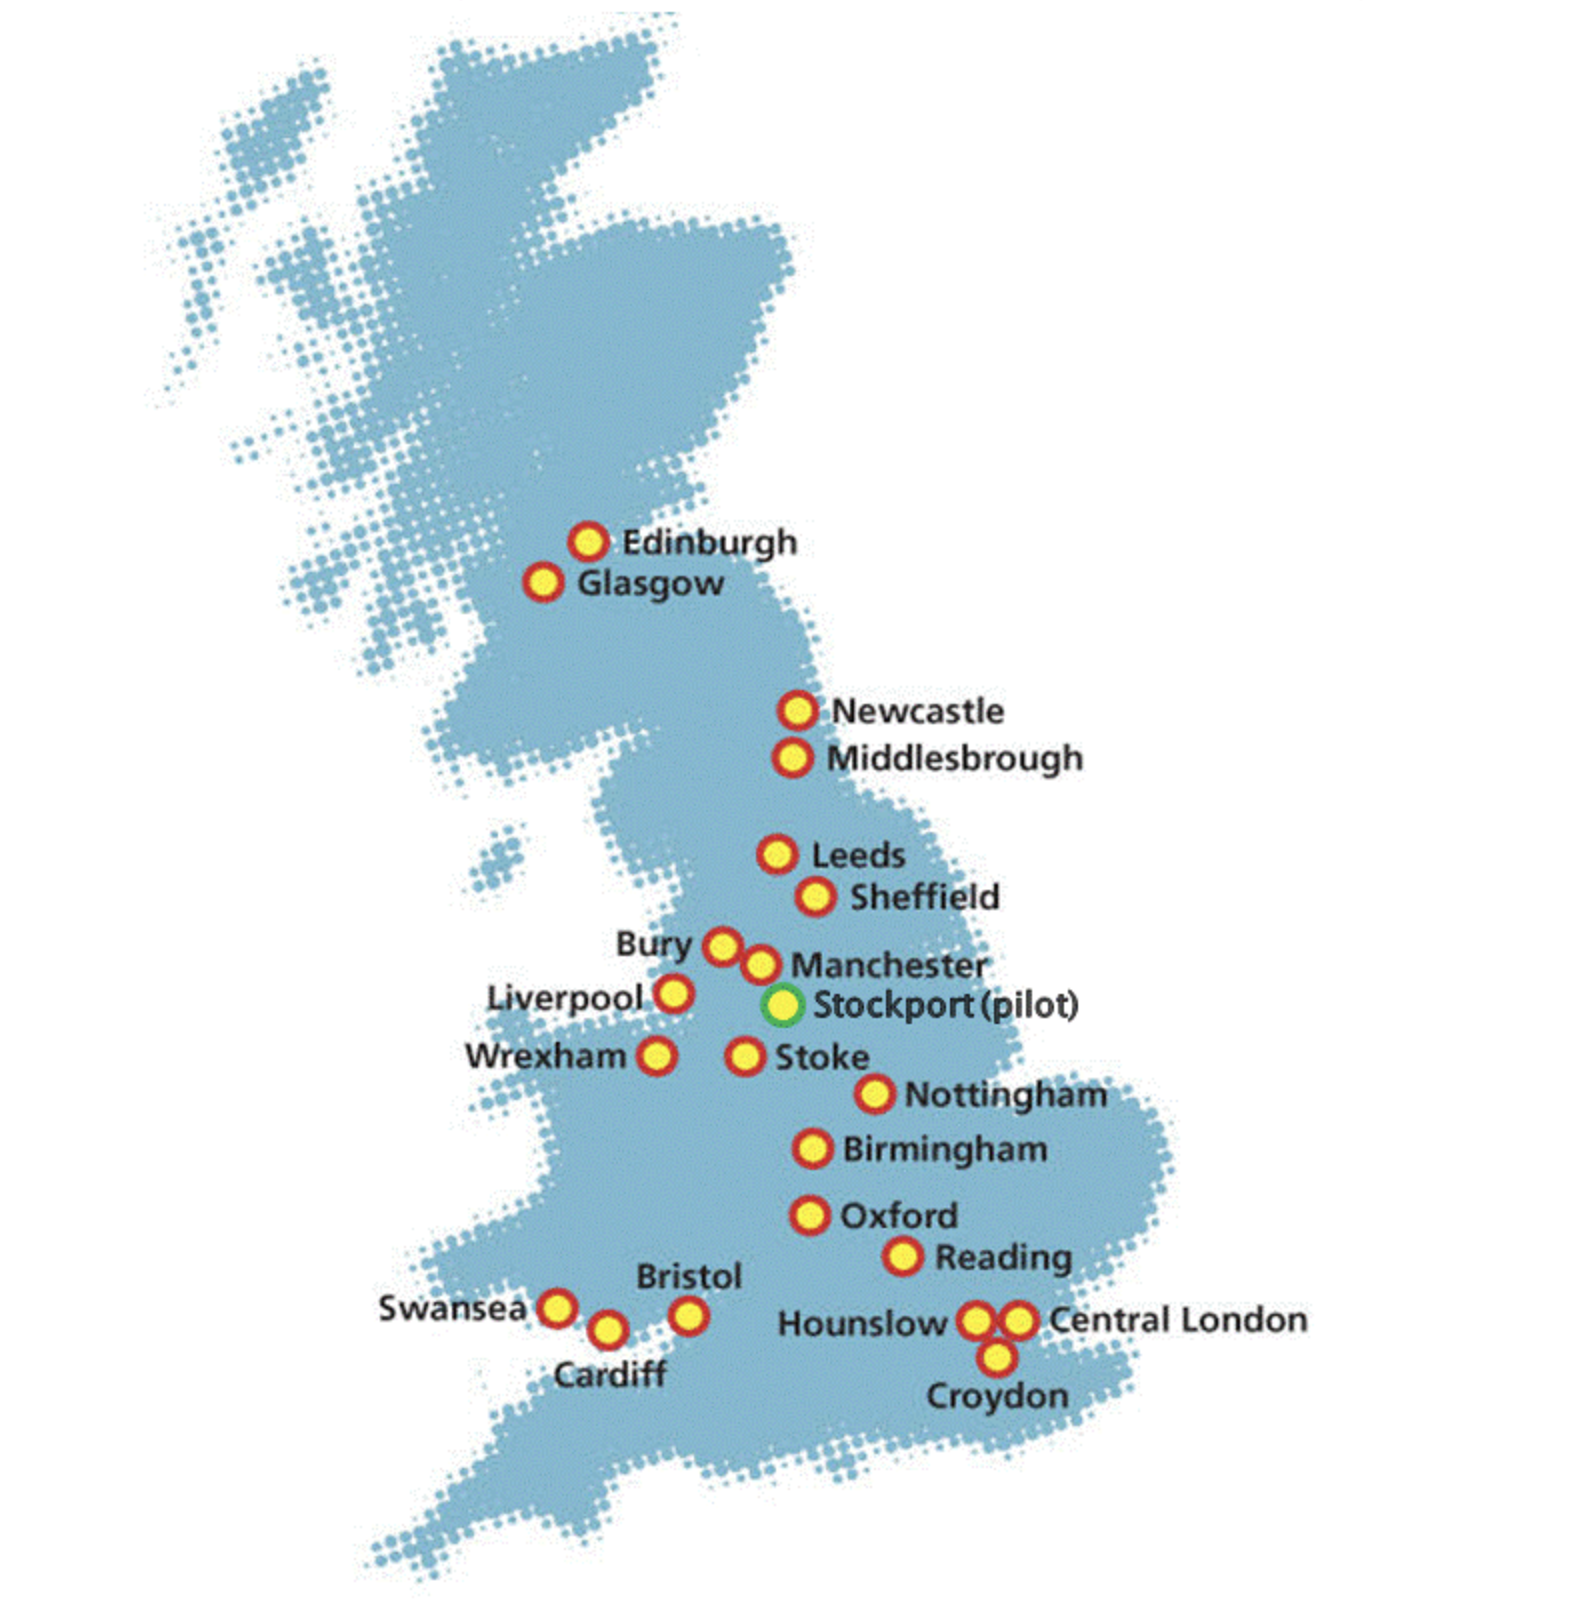 Edinburgh
Glasgow
Newcastle
Middlesbrough
Leeds
Sheffield
Bury
Manchester
Liverpool
Stockport (pilot)
Wrexham
Stoke
Nottingham
Birmingham
Oxford
Reading
Bristol
Swansea
Hounslow
Central London
Cardiff
Croydon